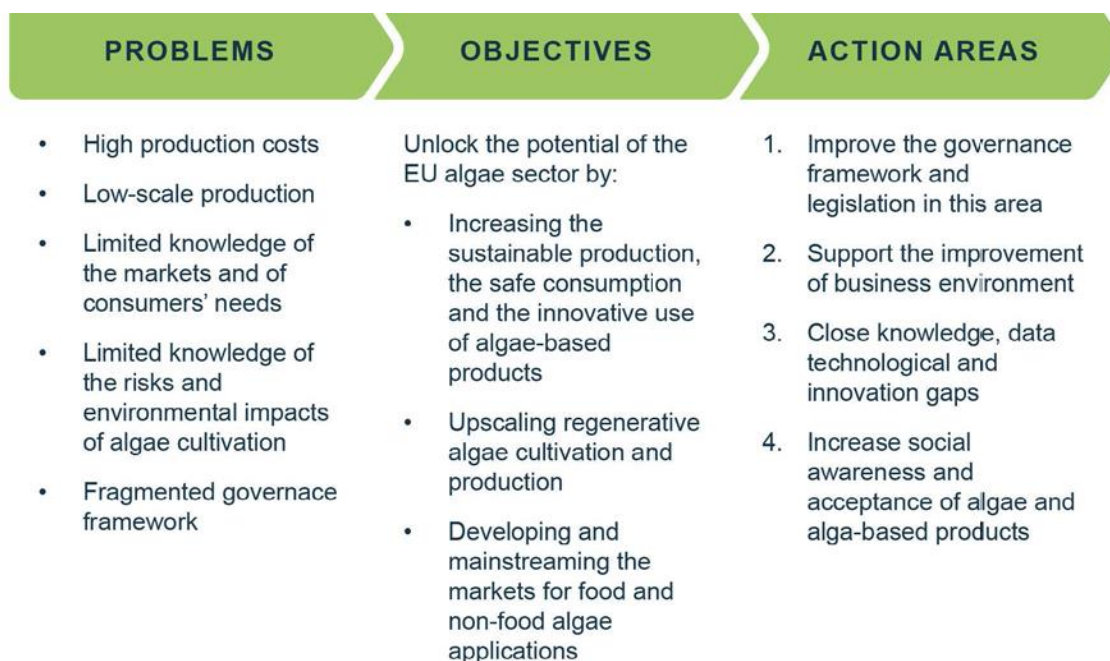 PROBLEMS
OBJECTIVES
ACTION AREAS
• High production costs
• Low-scale production
• Limited knowledge of
the markets and of
consumers’ needs
• Limited knowledge of
the risks and
environmental impacts
of algae cultivation
• Fragmented governace
framework
Unlock the potential of the
EU algae sector by:
• Increasing the
sustainable production,
the safe consumption
and the innovative use
of algae-based
products
• Upscaling regenerative
algae cultivation and
production
• Developing and
mainstreaming the
markets for food and
non-food algae
applications
1. Improve the governance
framework and
legislation in this area
2. Support the improvement
of business environment
3. Close knowledge, data
technological and
innovation gaps
4. Increase social
awareness and
acceptance of algae and
alga-based products